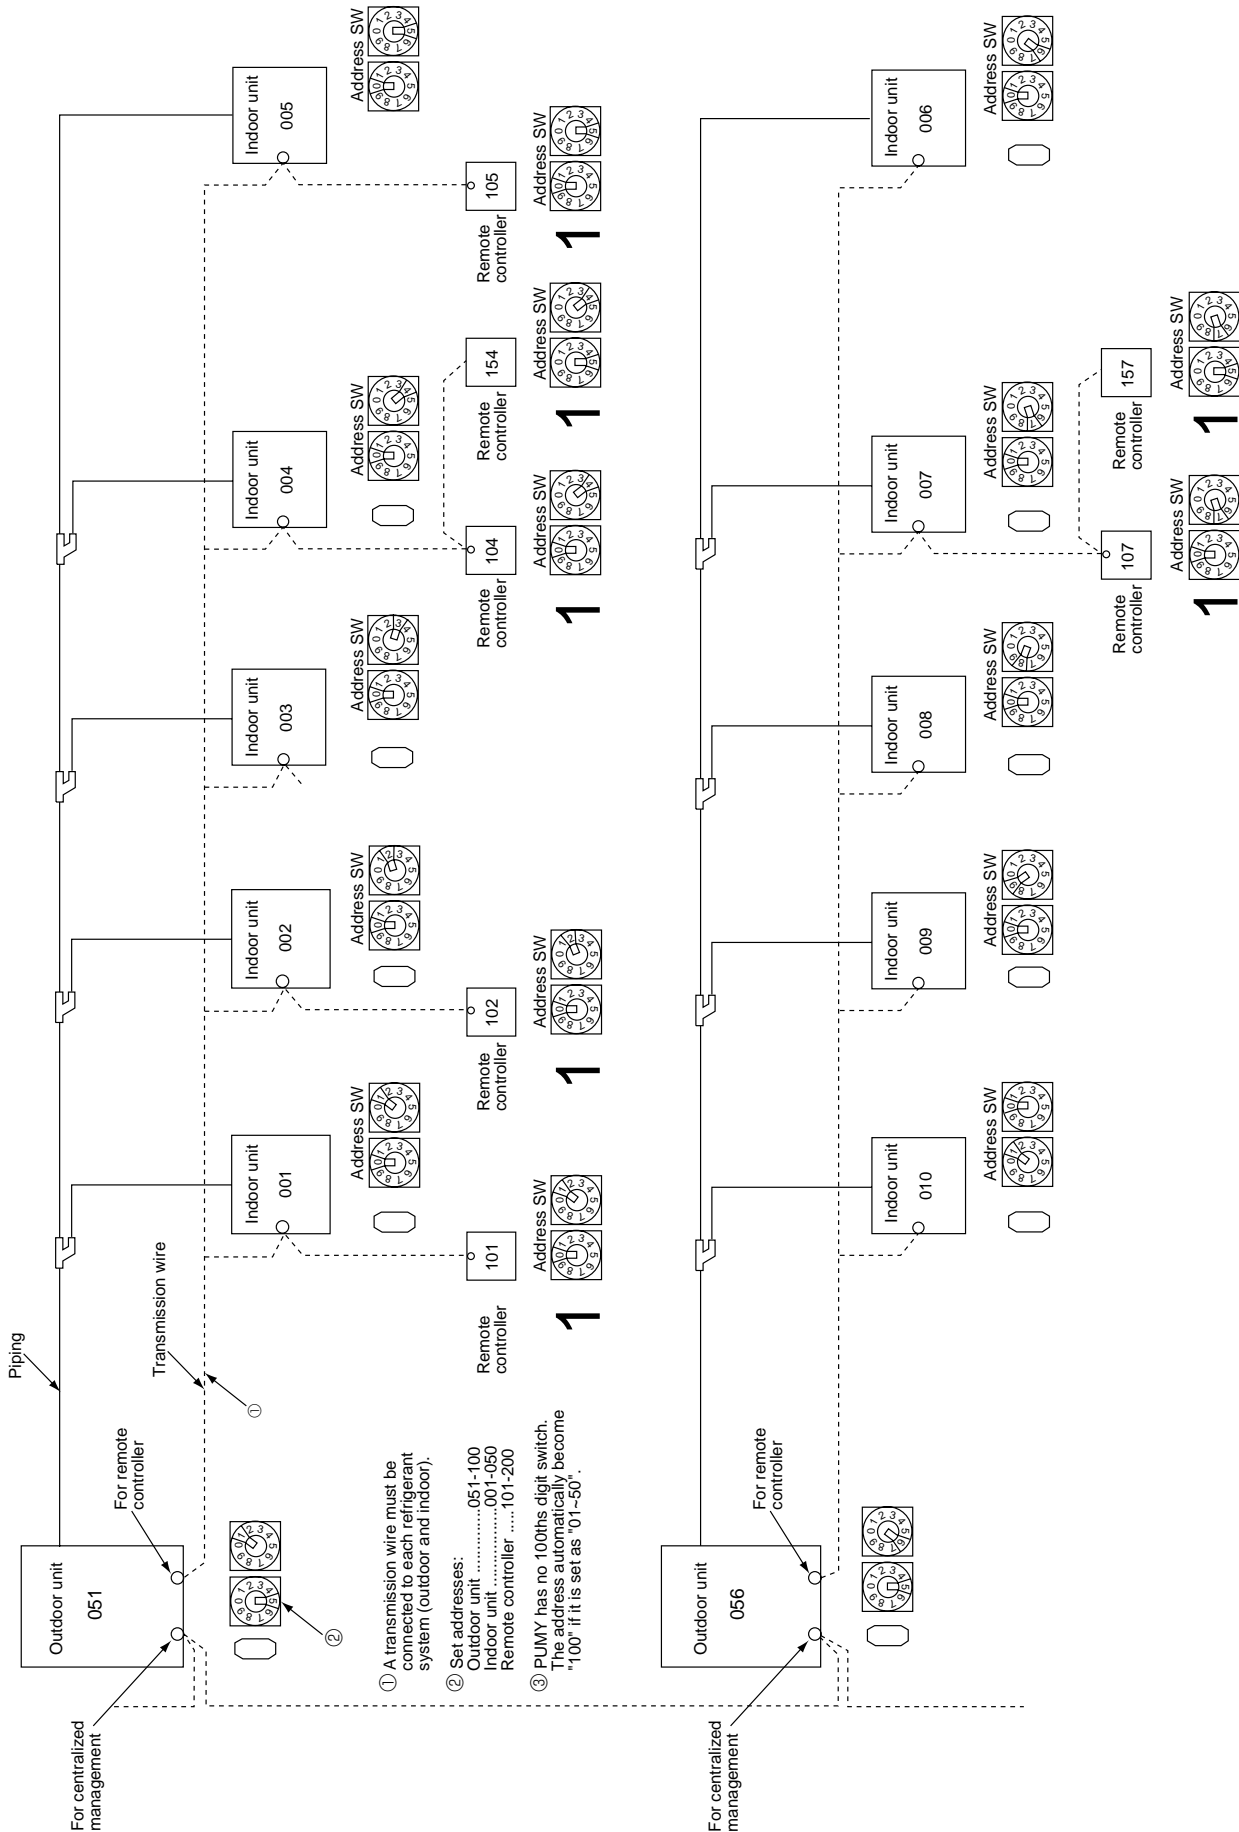 Piping
Transmission wire
①
For remote
controller
For centralized
management
Outdoor unit
051
②
Indoor unit
001
Address SW
Indoor unit
002
Address SW
Indoor unit
003
Address SW
Indoor unit
004
Address SW
Indoor unit
005
Address SW
101
Remote
controller
Address SW
1
102
Remote
controller
Address SW
1
104
Remote
controller
Address SW
1
154
Remote
controller
Address SW
1
105
Remote
controller
Address SW
1
① A transmission wire must be
connected to each refrigerant
system (outdoor and indoor).
② Set addresses:
Outdoor unit ................051-100
Indoor unit ..................001-050
Remote controller ......101-200
③ PUMY has no 100ths digit switch.
The address automatically become
"100" if it is set as "01~50".
For remote
controller
For centralized
management
Outdoor unit
056
Indoor unit
010
Address SW
Indoor unit
009
Address SW
Indoor unit
008
Address SW
Indoor unit
007
Address SW
Indoor unit
006
Address SW
107
Remote
controller
Address SW
1
157
Remote
controller
Address SW
1